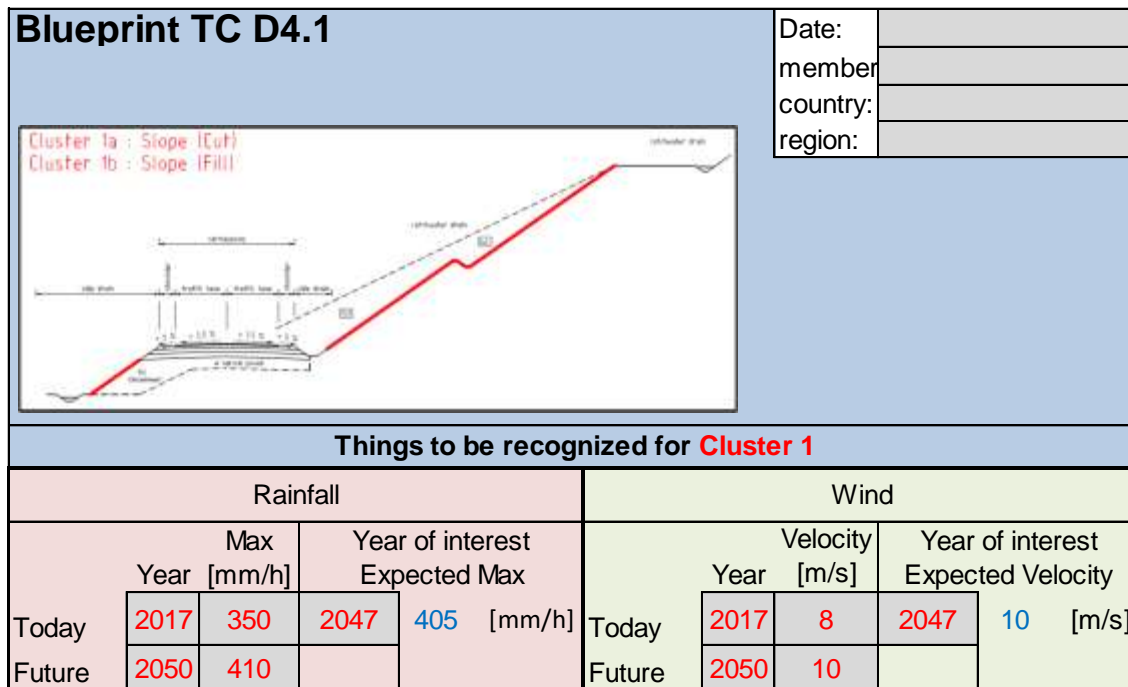 Blueprint TC D4.1
Date:
member
country:
region:
Cluster 1a : Slope (Cut)
Cluster 1b : Slope (Fill)
Things to be recognized for Cluster 1
Rainfall
Year
Max [mm/h]
Year of interest
Expected Max
Today 2017 350 2047 405 [mm/h]
Future 2050 410
Wind
Year
Velocity [m/s]
Year of interest
Expected Velocity
Today 2017 8 2047 10 [m/s]
Future 2050 10